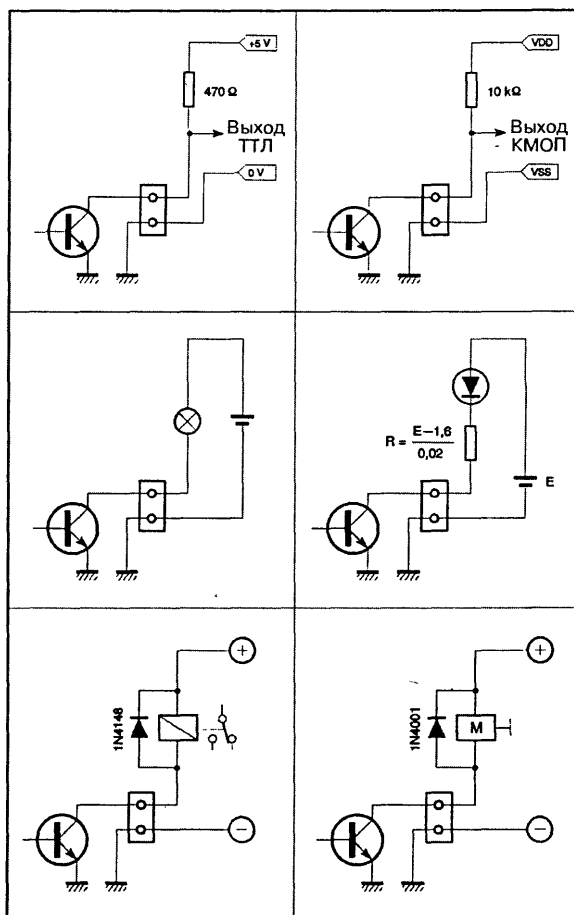 +5 V
470 Ω
Выход
ТТЛ
0 V
VDD
10 kΩ
Выход
КМОП
VSS
R = E−1,6
0,02
E
1N4148
+
−
1N4001
M
+
−